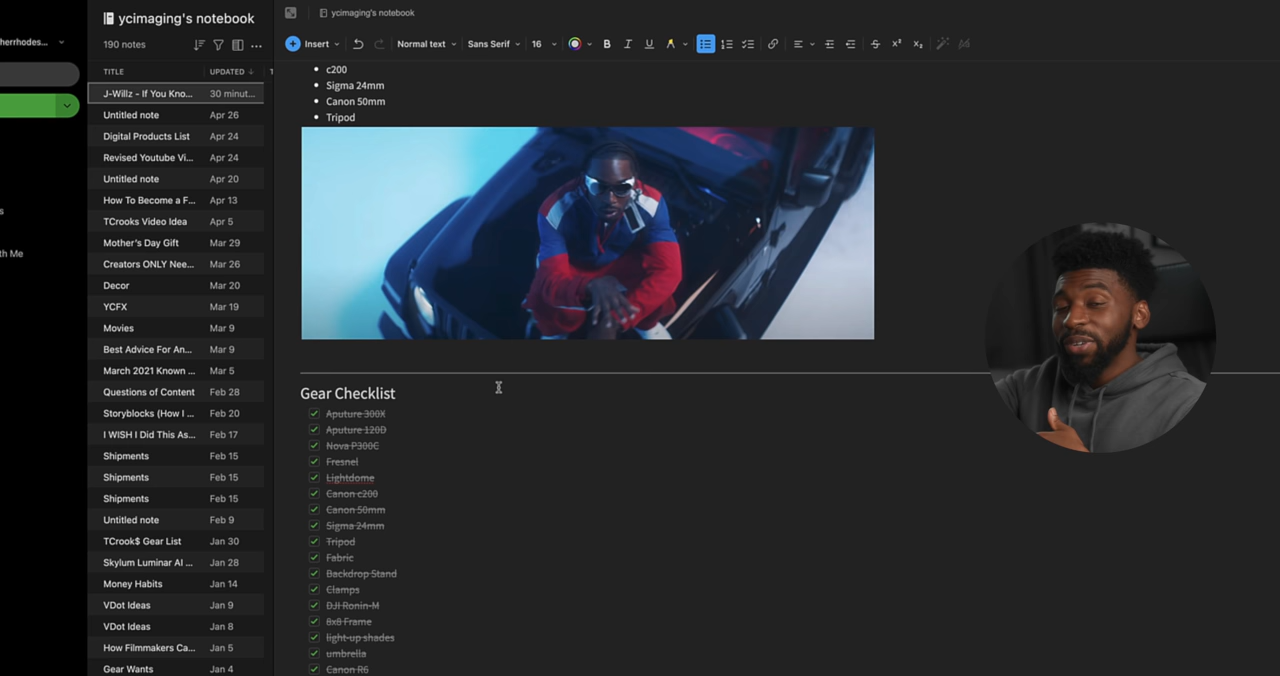 herrhodes...
s
th Me
ycimaging's notebook
190 notes
TITLE UPDATED ↓ T
J-Willz - If You Kno... 30 minut...
Untitled note Apr 26
Digital Products List Apr 24
Revised Youtube Vi... Apr 24
Untitled note Apr 20
How To Become a F... Apr 13
TCrooks Video Idea Apr 5
Mother's Day Gift Mar 29
Creators ONLY Nee... Mar 26
Decor Mar 20
YCFX Mar 19
Movies Mar 9
Best Advice For An... Mar 9
March 2021 Known ... Mar 5
Questions of Content Feb 28
Storyblocks (How I ... Feb 20
I WISH I Did This As... Feb 17
Shipments Feb 15
Shipments Feb 15
Shipments Feb 15
Untitled note Feb 9
TCrook$ Gear List Jan 30
Skylum Luminar AI ... Jan 28
Money Habits Jan 14
VDot Ideas Jan 9
VDot Ideas Jan 8
How Filmmakers Ca... Jan 5
Gear Wants Jan 4
ycimaging's notebook
Insert Normal text Sans Serif 16 B I U A
c200
Sigma 24mm
Canon 50mm
Tripod
Gear Checklist
Aputure 300X
Aputure 120D
Nova P300C
Fresnel
Lightdome
Canon c200
Canon 50mm
Sigma 24mm
Tripod
Fabric
Backdrop Stand
Clamps
DJI Ronin-M
8x8 Frame
light-up shades
umbrella
Canon R6